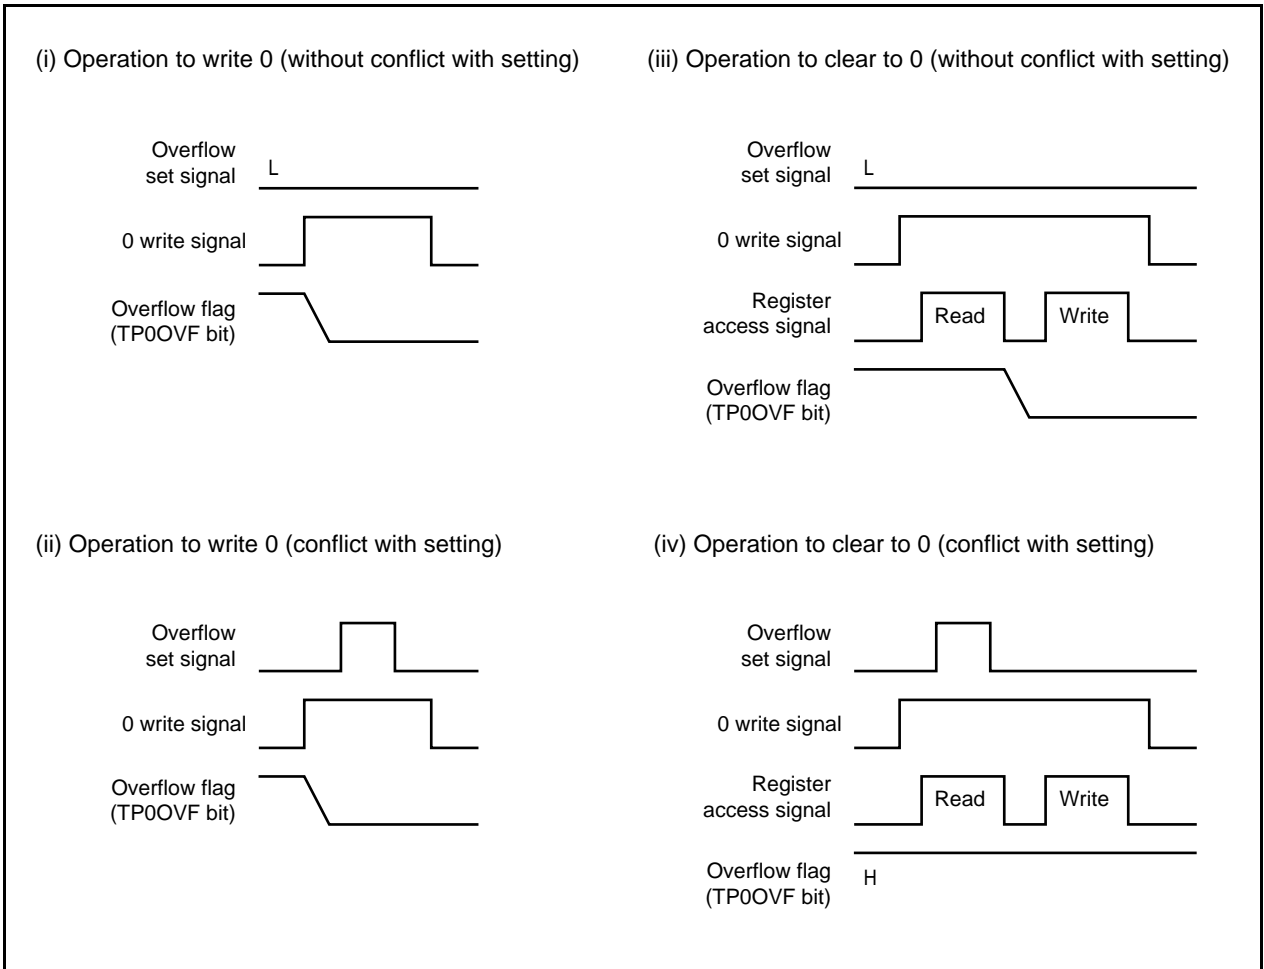 (i) Operation to write 0 (without conflict with setting)
Overflow
set signal
L
0 write signal
Overflow flag
(TP0OVF bit)
(iii) Operation to clear to 0 (without conflict with setting)
Overflow
set signal
L
0 write signal
Register
access signal
Read
Write
Overflow flag
(TP0OVF bit)
(ii) Operation to write 0 (conflict with setting)
Overflow
set signal
0 write signal
Overflow flag
(TP0OVF bit)
(iv) Operation to clear to 0 (conflict with setting)
Overflow
set signal
0 write signal
Register
access signal
Read
Write
Overflow flag
(TP0OVF bit)
H